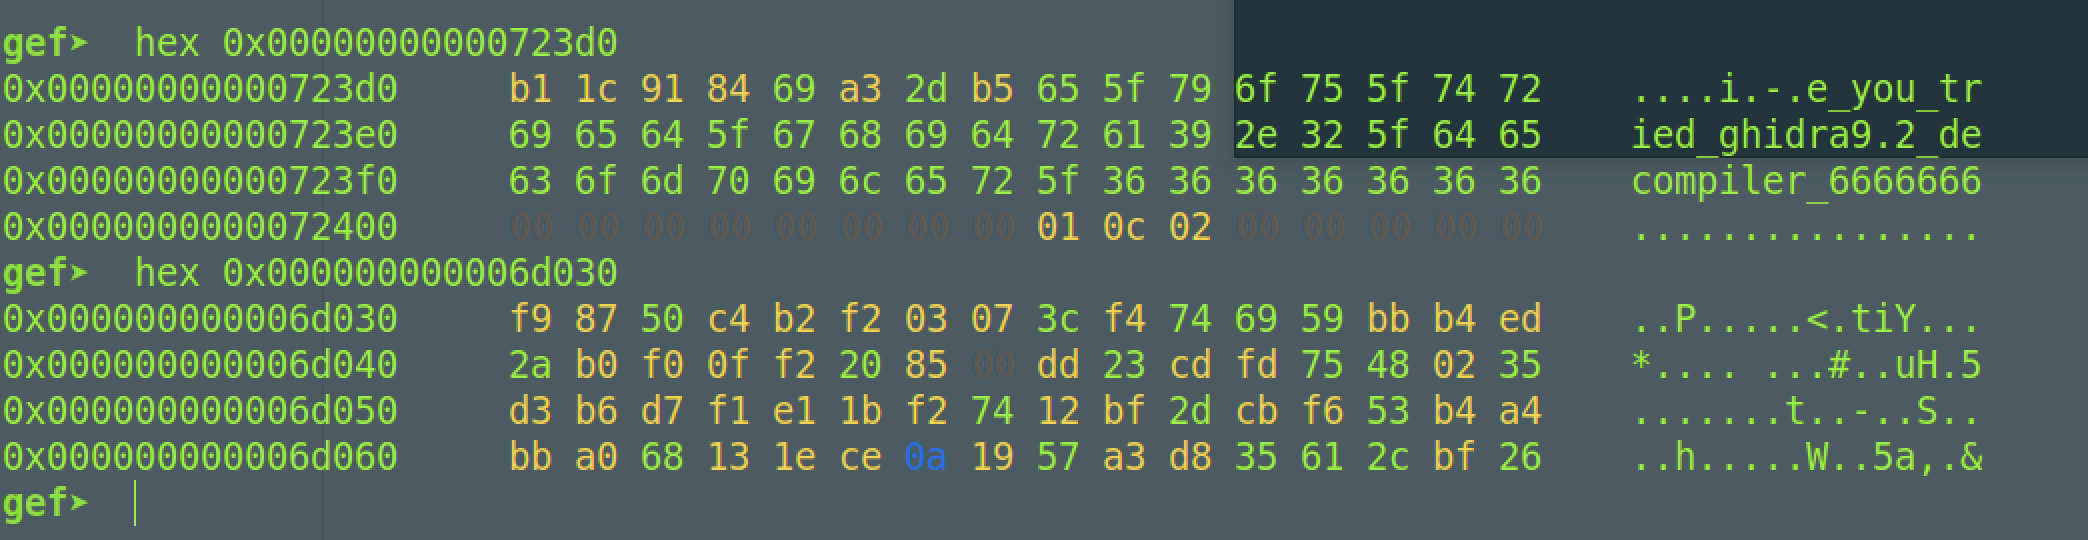 gef➤  hex 0x00000000000723d0
0x00000000000723d0     b1 1c 91 84 69 a3 2d b5 65 5f 79 6f 75 5f 74 72    ....i.-.e_you_tr
0x00000000000723e0     69 65 64 5f 67 68 69 64 72 61 39 2e 32 5f 64 65    ied_ghidra9.2_de
0x00000000000723f0     63 6f 6d 70 69 6c 65 72 5f 36 36 36 36 36 36 36    compiler_6666666
0x0000000000072400     00 00 00 00 00 00 00 00 01 0c 02 00 00 00 00 00    ................
gef➤  hex 0x000000000006d030
0x000000000006d030     f9 87 50 c4 b2 f2 03 07 3c f4 74 69 59 bb b4 ed    ..P.....<.tiY...
0x000000000006d040     2a b0 f0 0f f2 20 85 00 dd 23 cd fd 75 48 02 35    *.... ...#..uH.5
0x000000000006d050     d3 b6 d7 f1 e1 1b f2 74 12 bf 2d cb f6 53 b4 a4    .......t..-..S..
0x000000000006d060     bb a0 68 13 1e ce 0a 19 57 a3 d8 35 61 2c bf 26    ..h.....W..5a,.&
gef➤